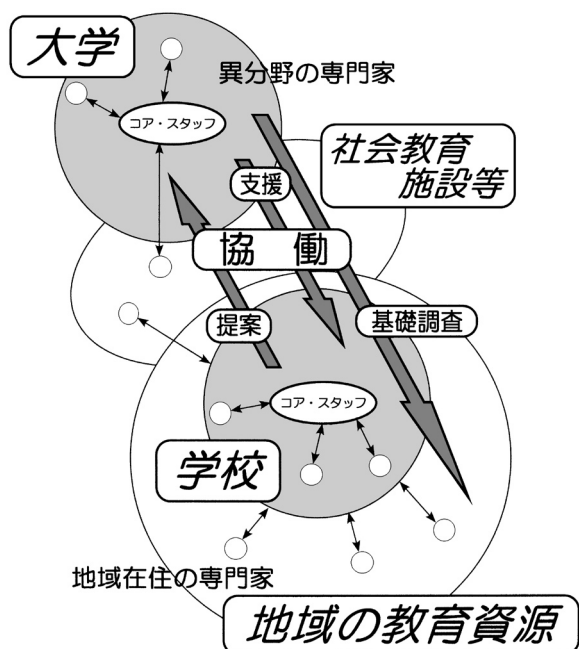 大学
異分野の専門家
コア・スタッフ
社会教育
施設等
支援
協 働
提案
基礎調査
コア・スタッフ
学校
地域在住の専門家
地域の教育資源